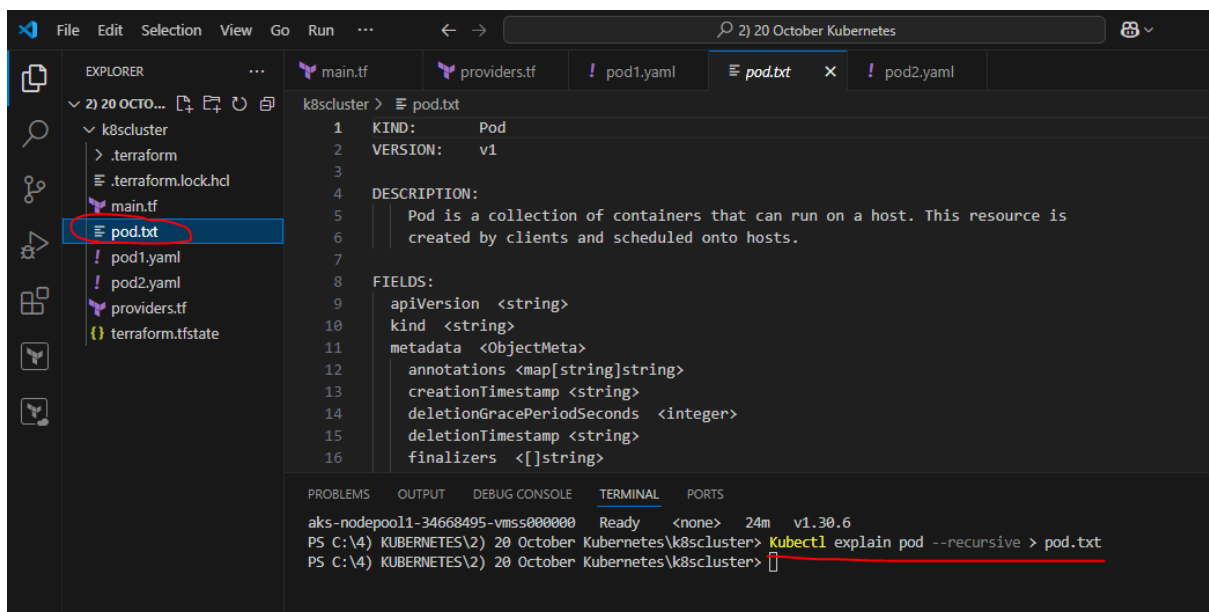 File Edit Selection View Go Run ··· ← → 2) 20 October Kubernetes
EXPLORER ···
2) 20 OCTO...
k8scluster
.terraform
.terraform.lock.hcl
main.tf
pod.txt
pod1.yaml
pod2.yaml
providers.tf
terraform.tfstate
main.tf providers.tf pod1.yaml pod.txt pod2.yaml
k8scluster > pod.txt
1 KIND: Pod
2 VERSION: v1
3
4 DESCRIPTION:
5 Pod is a collection of containers that can run on a host. This resource is
6 created by clients and scheduled onto hosts.
7
8 FIELDS:
9 apiVersion <string>
10 kind <string>
11 metadata <ObjectMeta>
12 annotations <map[string]string>
13 creationTimestamp <string>
14 deletionGracePeriodSeconds <integer>
15 deletionTimestamp <string>
16 finalizers <[]string>
PROBLEMS OUTPUT DEBUG CONSOLE TERMINAL PORTS
aks-nodepool1-34668495-vmss000000 Ready <none> 24m v1.30.6
PS C:\4) KUBERNETES\2) 20 October Kubernetes\k8scluster> Kubectl explain pod --recursive > pod.txt
PS C:\4) KUBERNETES\2) 20 October Kubernetes\k8scluster>